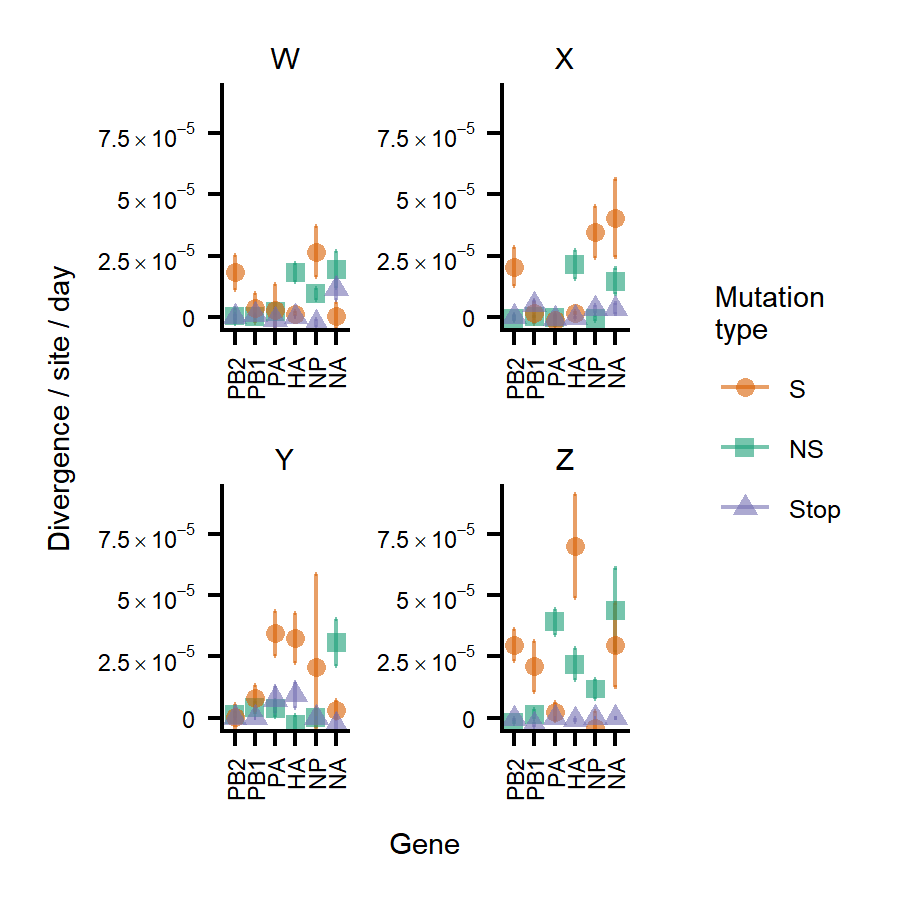 W
X
7.5 × 10⁻⁵
5 × 10⁻⁵
2.5 × 10⁻⁵
0
7.5 × 10⁻⁵
5 × 10⁻⁵
2.5 × 10⁻⁵
0
PB2
PB1
PA
HA
NP
NA
PB2
PB1
PA
HA
NP
NA
Y
Z
7.5 × 10⁻⁵
5 × 10⁻⁵
2.5 × 10⁻⁵
0
7.5 × 10⁻⁵
5 × 10⁻⁵
2.5 × 10⁻⁵
0
PB2
PB1
PA
HA
NP
NA
PB2
PB1
PA
HA
NP
NA
Divergence / site / day
Gene
Mutation
type
S
NS
Stop